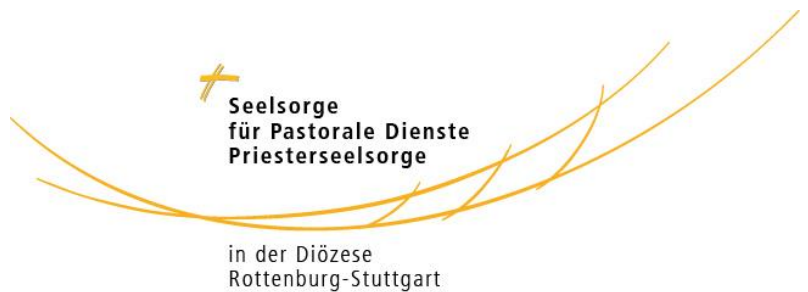 Seelsorge
für Pastorale Dienste
Priesterseelsorge
in der Diözese
Rottenburg-Stuttgart